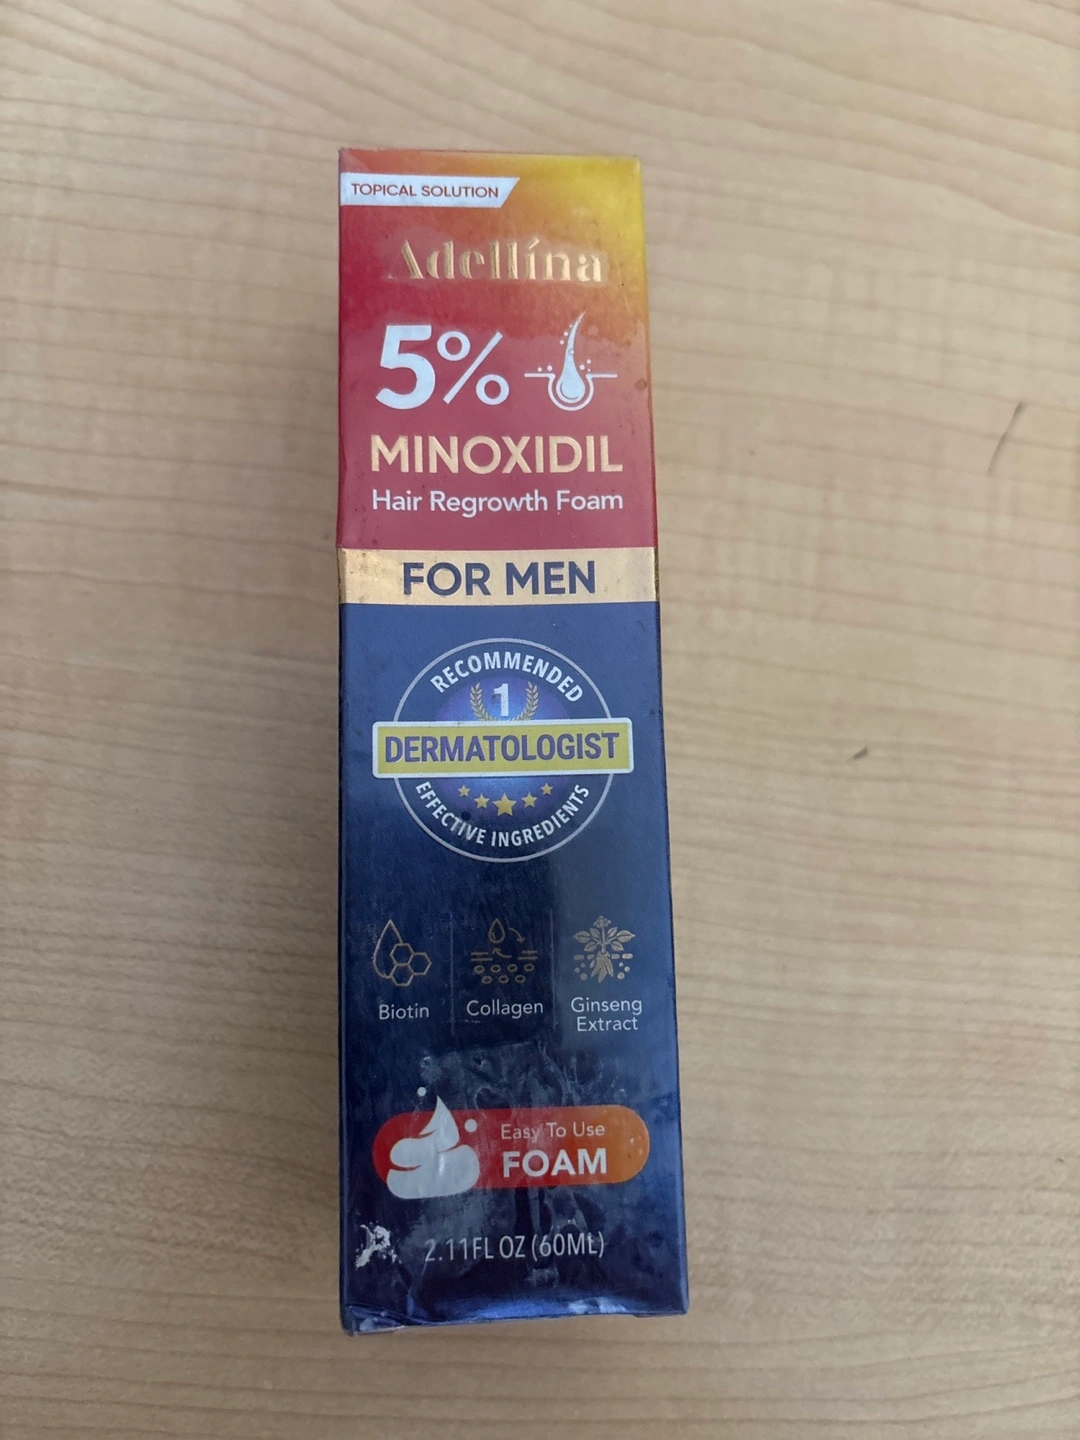 TOPICAL SOLUTION
Adellína
5%
MINOXIDIL
Hair Regrowth Foam
FOR MEN
RECOMMENDED
1
DERMATOLOGIST
EFFECTIVE INGREDIENTS
Biotin
Collagen
Ginseng
Extract
Easy To Use
FOAM
2.11FL OZ (60ML)